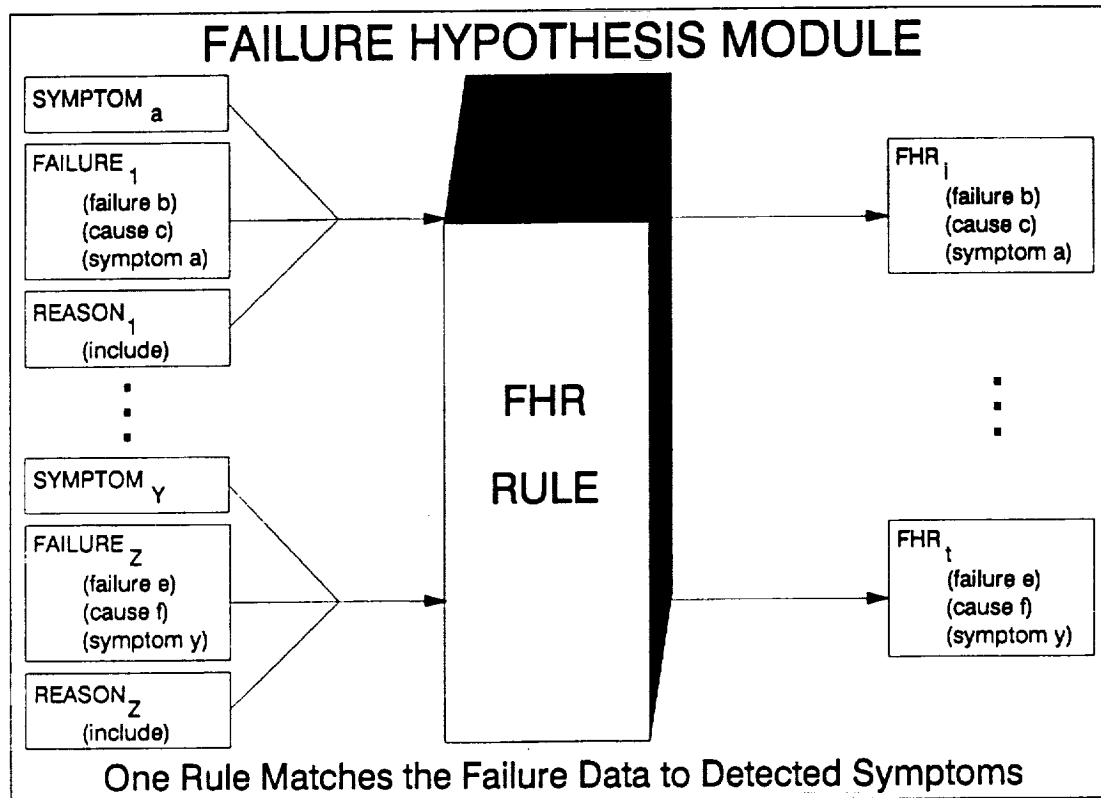 FAILURE HYPOTHESIS MODULE
SYMPTOM a
FAILURE 1
(failure b)
(cause c)
(symptom a)
REASON 1
(include)
SYMPTOM Y
FAILURE Z
(failure e)
(cause f)
(symptom y)
REASON Z
(include)
FHR
RULE
FHR i
(failure b)
(cause c)
(symptom a)
FHR t
(failure e)
(cause f)
(symptom y)
One Rule Matches the Failure Data to Detected Symptoms